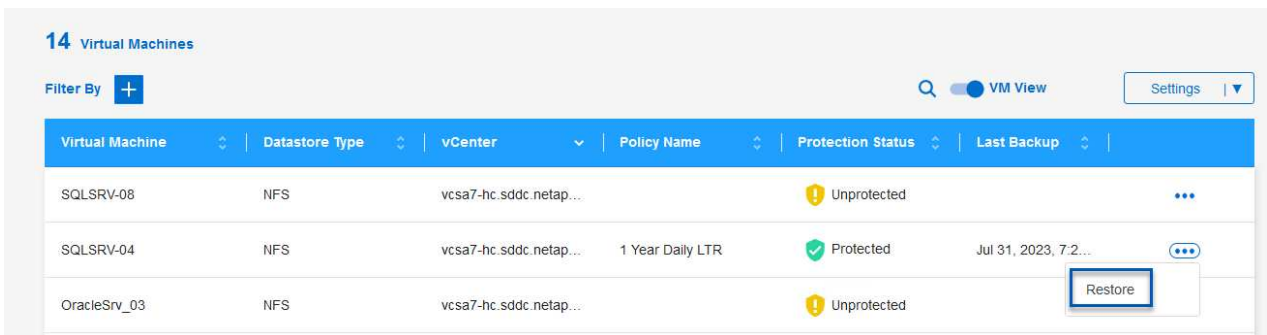 14 Virtual Machines
Filter By + VM View Settings
Virtual Machine Datastore Type vCenter Policy Name Protection Status Last Backup
SQLSRV-08 NFS vcsa7-hc.sddc.netap... Unprotected
SQLSRV-04 NFS vcsa7-hc.sddc.netap... 1 Year Daily LTR Protected Jul 31, 2023, 7:2...
Restore
OracleSrv_03 NFS vcsa7-hc.sddc.netap... Unprotected